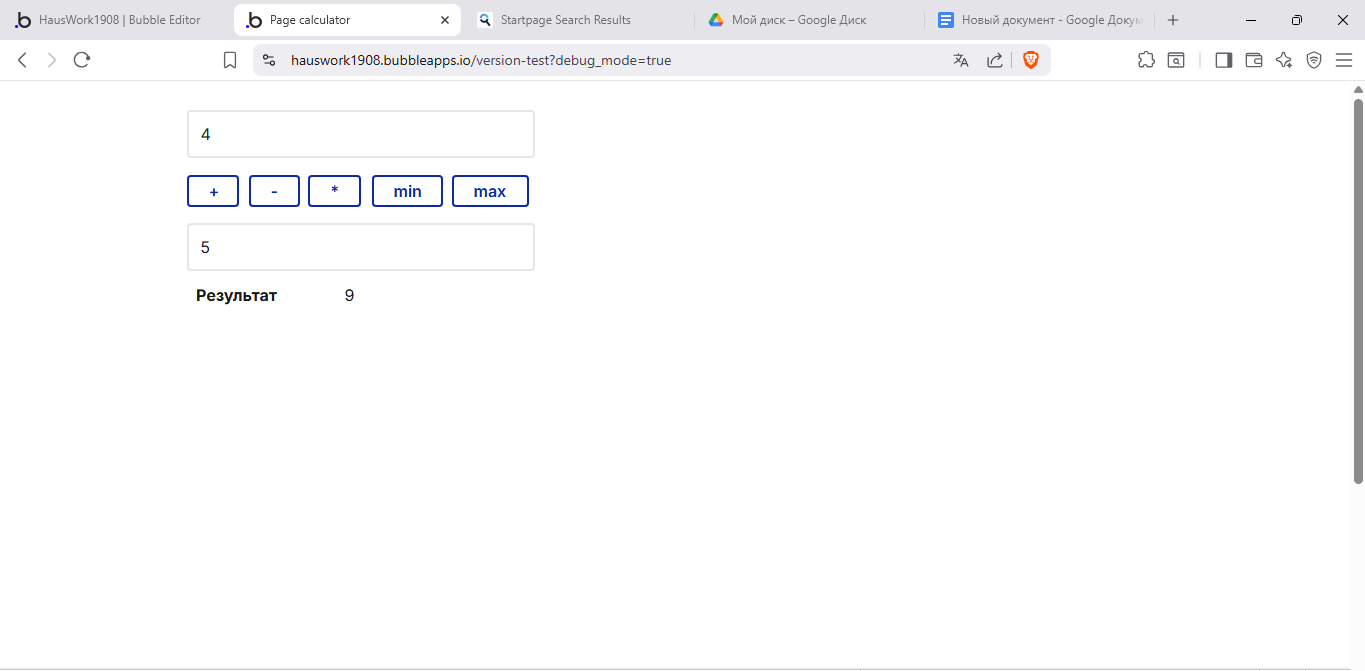 HausWork1908 | Bubble Editor
Page calculator
Startpage Search Results
Мой диск – Google Диск
Новый документ - Google Докум
hauswork1908.bubbleapps.io/version-test?debug_mode=true
4
+ - * min max
5
Результат 9